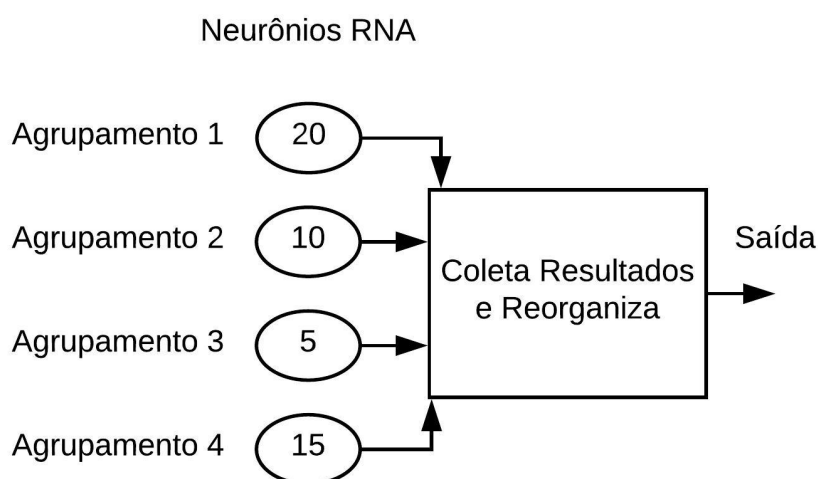 Neurônios RNA
Agrupamento 1
20
Agrupamento 2
10
Agrupamento 3
5
Agrupamento 4
15
Coleta Resultados
e Reorganiza
Saída